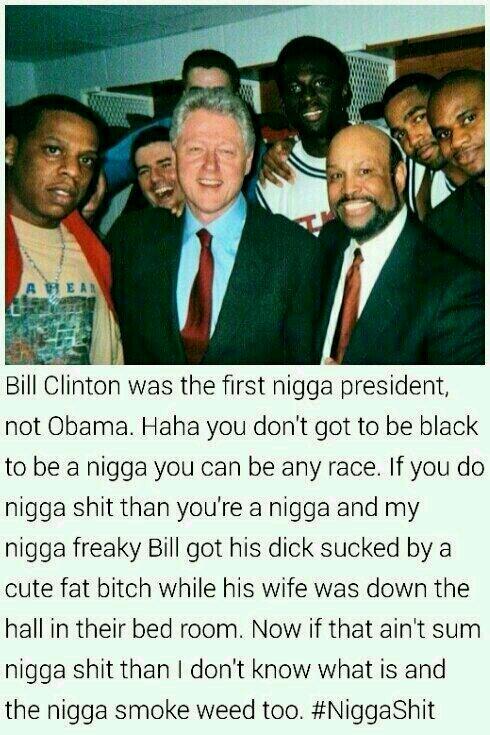 AHEAD
Bill Clinton was the first nigga president,
not Obama. Haha you don't got to be black
to be a nigga you can be any race. If you do
nigga shit than you're a nigga and my
nigga freaky Bill got his dick sucked by a
cute fat bitch while his wife was down the
hall in their bed room. Now if that ain't sum
nigga shit than I don't know what is and
the nigga smoke weed too. #NiggaShit